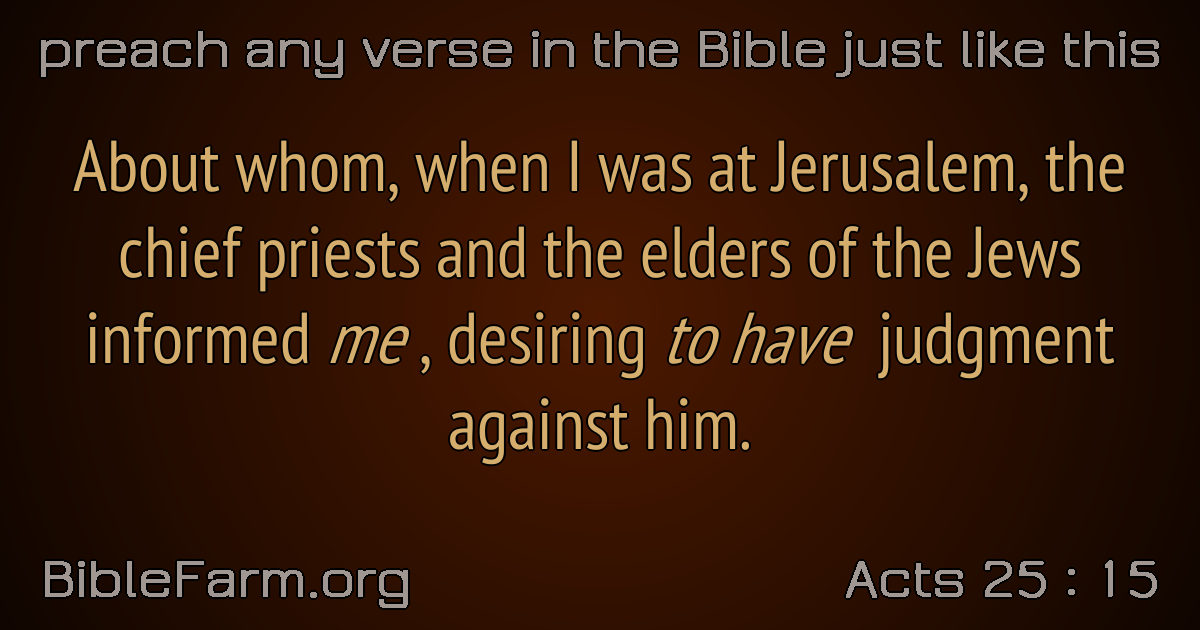 preach any verse in the Bible just like this
About whom, when I was at Jerusalem, the
chief priests and the elders of the Jews
informed me , desiring to have judgment
against him.
BibleFarm.org
Acts 25 : 15